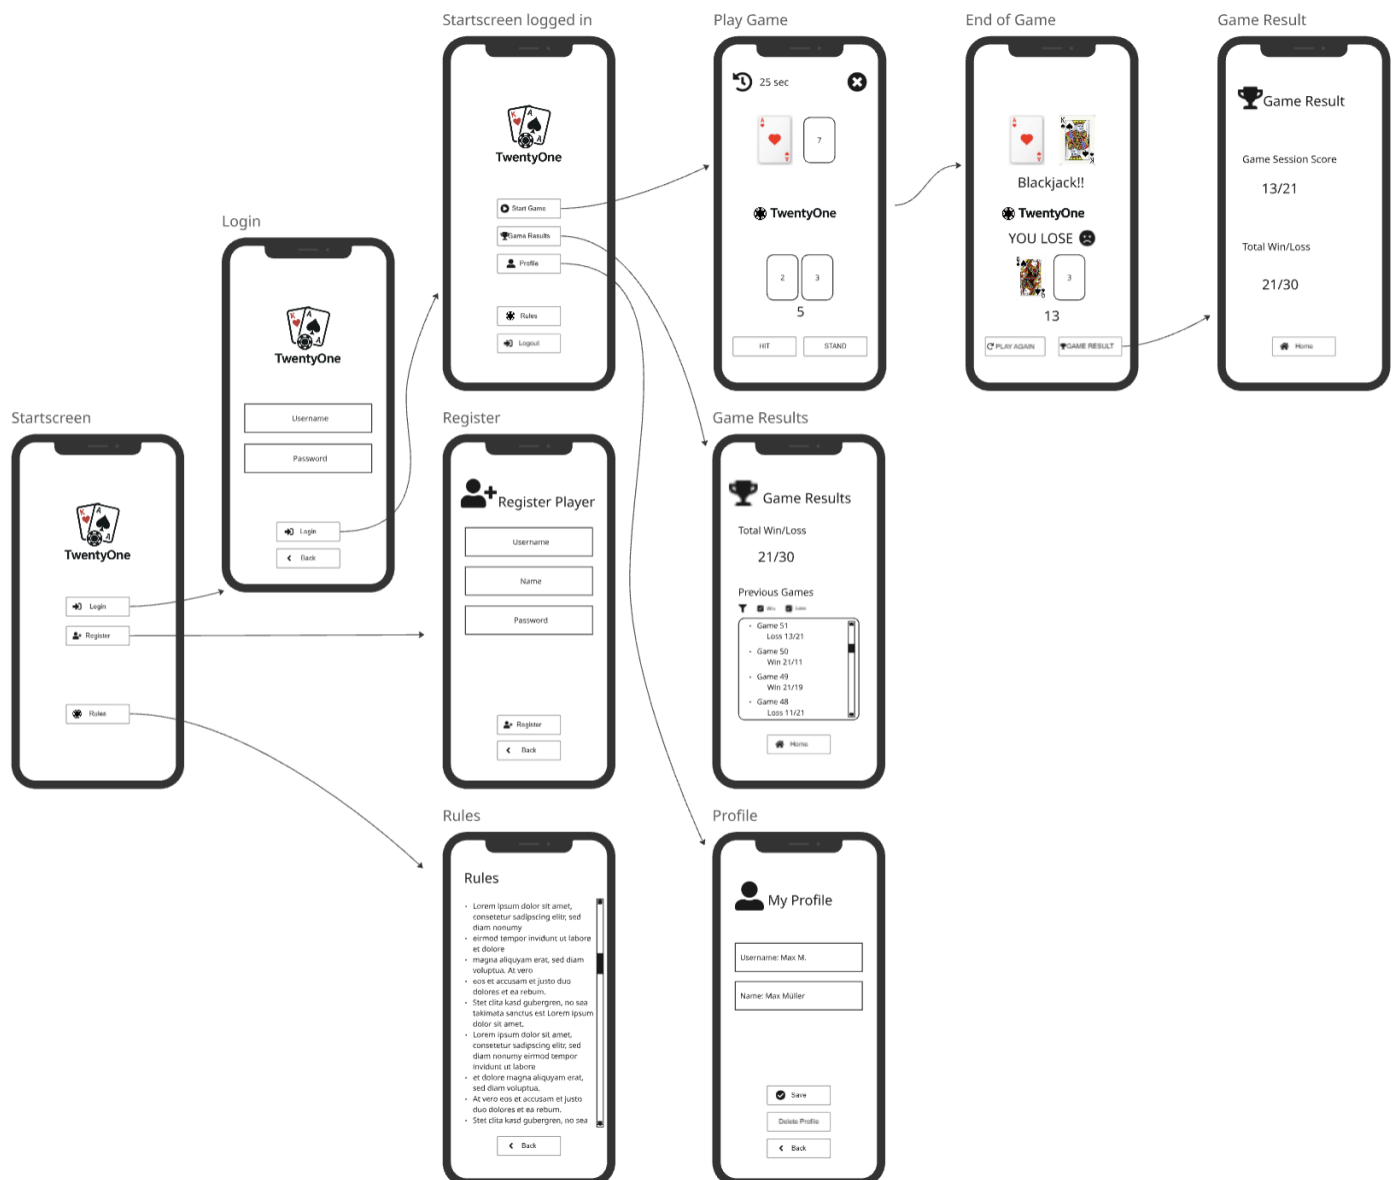 Startscreen
TwentyOne
Login
Register
Rules
Login
TwentyOne
Username
Password
Login
Back
Startscreen logged in
TwentyOne
Start Game
Game Results
Profile
Rules
Logout
Register
Register Player
Username
Name
Password
Register
Back
Rules
Rules
Lorem ipsum dolor sit amet,
consetetur sadipscing elitr, sed
diam nonumy
eirmod tempor invidunt ut labore
et dolore
magna aliquyam erat, sed diam
voluptua. At vero
eos et accusam et justo duo
dolores et ea rebum.
Stet clita kasd gubergren, no sea
takimata sanctus est Lorem ipsum
dolor sit amet.
Lorem ipsum dolor sit amet,
consetetur sadipscing elitr, sed
diam nonumy eirmod tempor
invidunt ut labore
et dolore magna aliquyam erat,
sed diam voluptua.
At vero eos et accusam et justo
duo dolores et ea rebum.
Stet clita kasd gubergren, no sea
Back
Play Game
25 sec
7
TwentyOne
2 3
5
HIT STAND
Game Results
Game Results
Total Win/Loss
21/30
Previous Games
Win Loss
Game 51
Loss 13/21
Game 50
Win 21/11
Game 49
Win 21/19
Game 48
Loss 11/21
Home
Profile
My Profile
Username: Max M.
Name: Max Müller
Save
Delete Profile
Back
End of Game
Blackjack!!
TwentyOne
YOU LOSE
3
13
PLAY AGAIN GAME RESULT
Game Result
Game Result
Game Session Score
13/21
Total Win/Loss
21/30
Home